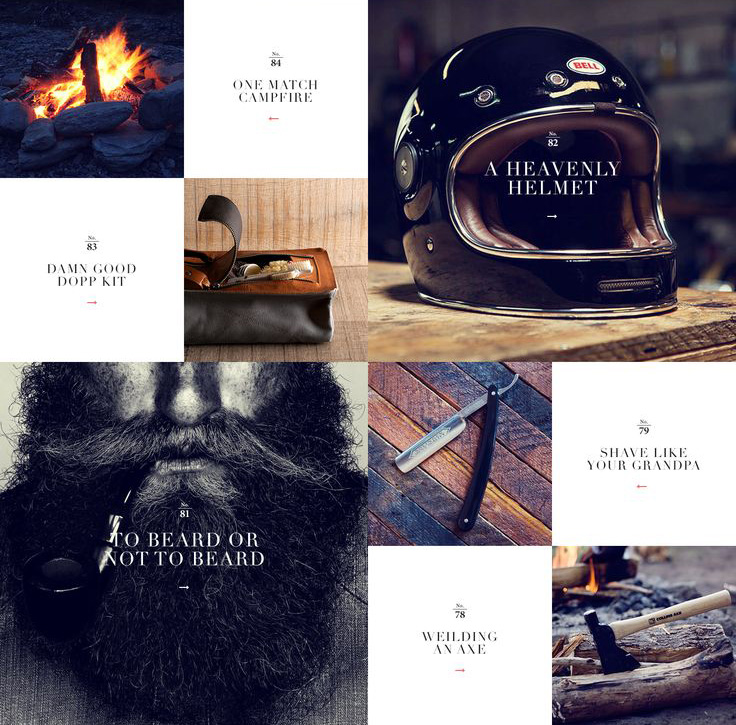 No.
84
ONE MATCH
CAMPFIRE
←
BELL
No.
82
A HEAVENLY
HELMET
→
No.
83
DAMN GOOD
DOPP KIT
→
No.
81
TO BEARD OR
NOT TO BEARD
→
No.
79
SHAVE LIKE
YOUR GRANDPA
←
No.
78
WEILDING
AN AXE
→